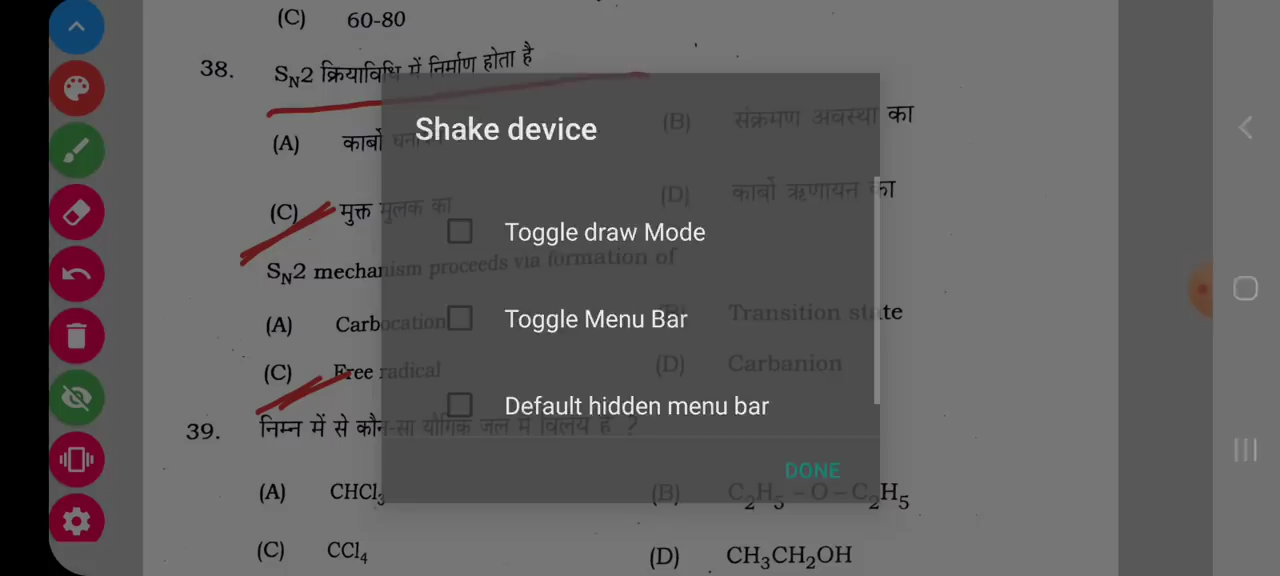 (C) 60-80
38. SN2 क्रियाविधि में निर्माण होता है
Shake device
(A) कार्बो
(B) संक्रमण अवस्था का
(C) मुक्त मुलक का
(D) कार्बो ऋणायन का
Toggle draw Mode
SN2 mechanism proceeds via formation of
(A) Carbocation
Toggle Menu Bar
(B) Transition state
(C) Free radical
(D) Carbanion
Default hidden menu bar
39. निम्न में से कौन-सा यौगिक जल में विलेय है ?
DONE
(A) CHCl3
(B) C2H5 – O – C2H5
(C) CCl4
(D) CH3CH2OH